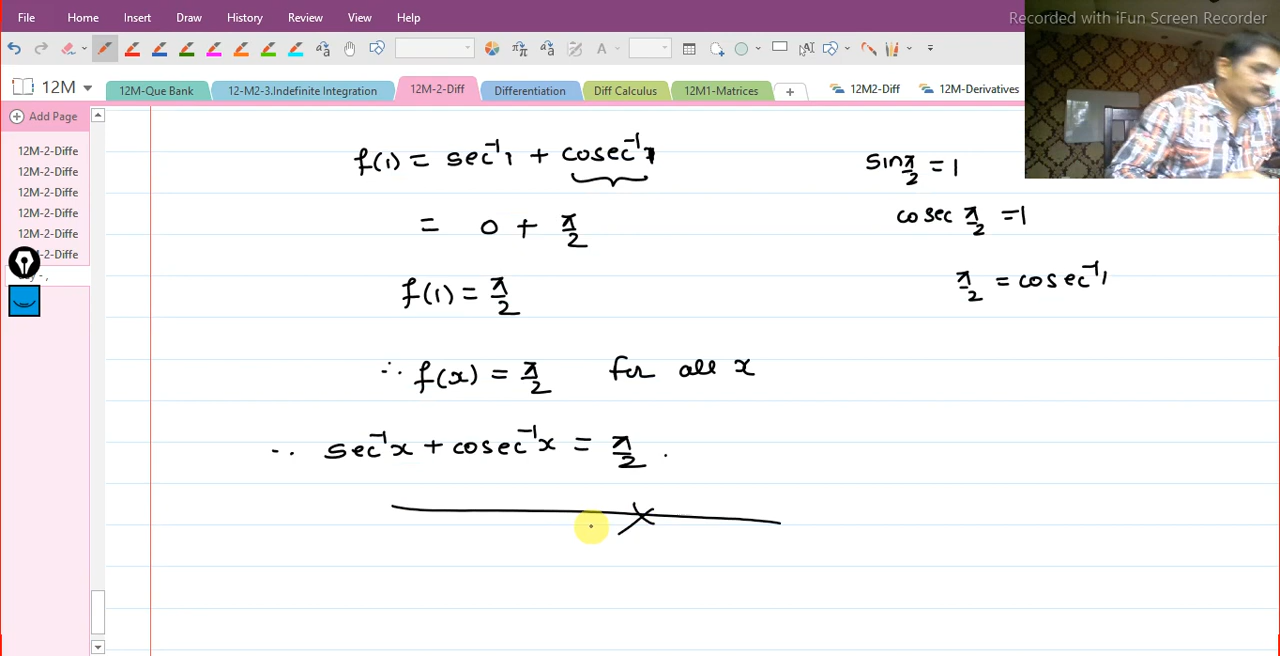 File Home Insert Draw History Review View Help
Recorded with iFun Screen Recorder
12M 12M-Que Bank 12-M2-3.Indefinite Integration 12M-2-Diff Differentiation Diff Calculus 12M1-Matrices 12M2-Diff 12M-Derivatives
Add Page
12M-2-Diffe
12M-2-Diffe
12M-2-Diffe
12M-2-Diffe
12M-2-Diffe
-2-Diffe
f(1) = sec⁻¹1 + cosec⁻¹1
= 0 + π/2
f(1) = π/2
∴ f(x) = π/2 for all x
∴ sec⁻¹x + cosec⁻¹x = π/2 .
sin π/2 = 1
cosec π/2 = 1
π/2 = cosec⁻¹1